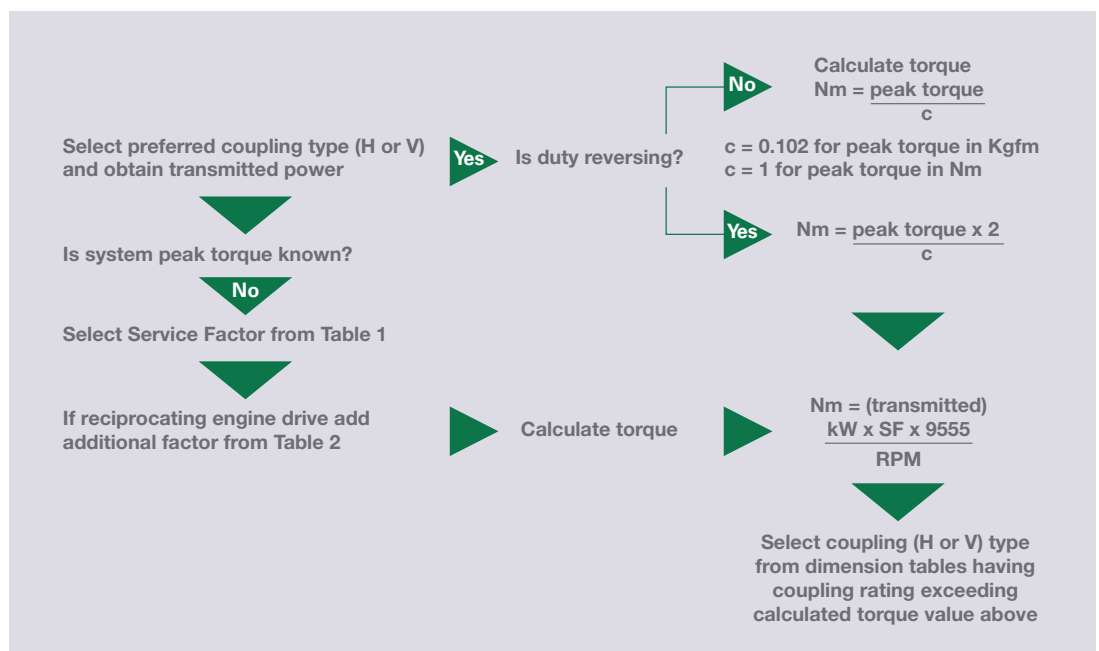 Select preferred coupling type (H or V)
and obtain transmitted power
Yes
Is duty reversing?
No
Calculate torque
Nm = peak torque
c
c = 0.102 for peak torque in Kgfm
c = 1 for peak torque in Nm
Yes
Nm = peak torque x 2
c
Is system peak torque known?
No
Select Service Factor from Table 1
If reciprocating engine drive add
additional factor from Table 2
Calculate torque
Nm = (transmitted)
kW x SF x 9555
RPM
Select coupling (H or V) type
from dimension tables having
coupling rating exceeding
calculated torque value above